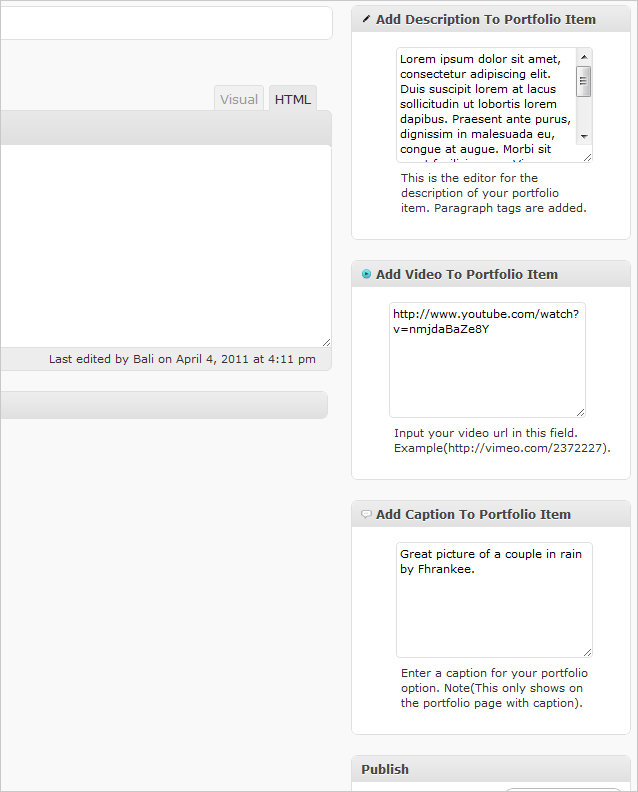 Visual
HTML
Last edited by Bali on April 4, 2011 at 4:11 pm
Add Description To Portfolio Item
Lorem ipsum dolor sit amet,
consectetur adipiscing elit.
Duis suscipit lorem at lacus
sollicitudin ut lobortis lorem
dapibus. Praesent ante purus,
dignissim in malesuada eu,
congue at augue. Morbi sit
This is the editor for the
description of your portfolio
item. Paragraph tags are added.
Add Video To Portfolio Item
http://www.youtube.com/watch?
v=nmjdaBaZe8Y
Input your video url in this field.
Example(http://vimeo.com/2372227).
Add Caption To Portfolio Item
Great picture of a couple in rain
by Fhrankee.
Enter a caption for your portfolio
option. Note(This only shows on
the portfolio page with caption).
Publish